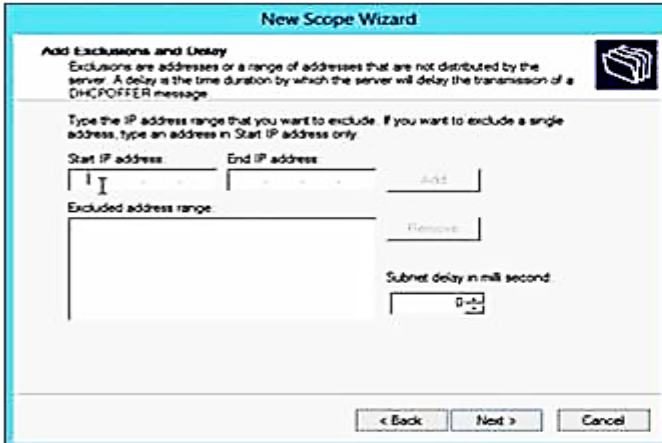 New Scope Wizard
Add Exclusions and Delay
Exclusions are addresses or a range of addresses that are not distributed by the
server. A delay is the time duration by which the server will delay the transmission of a
DHCPOFFER message.
Type the IP address range that you want to exclude. If you want to exclude a single
address, type an address in Start IP address only.
Start IP address:
End IP address:
Add
Excluded address range:
Remove
Subnet delay in milli second:
0
< Back
Next >
Cancel